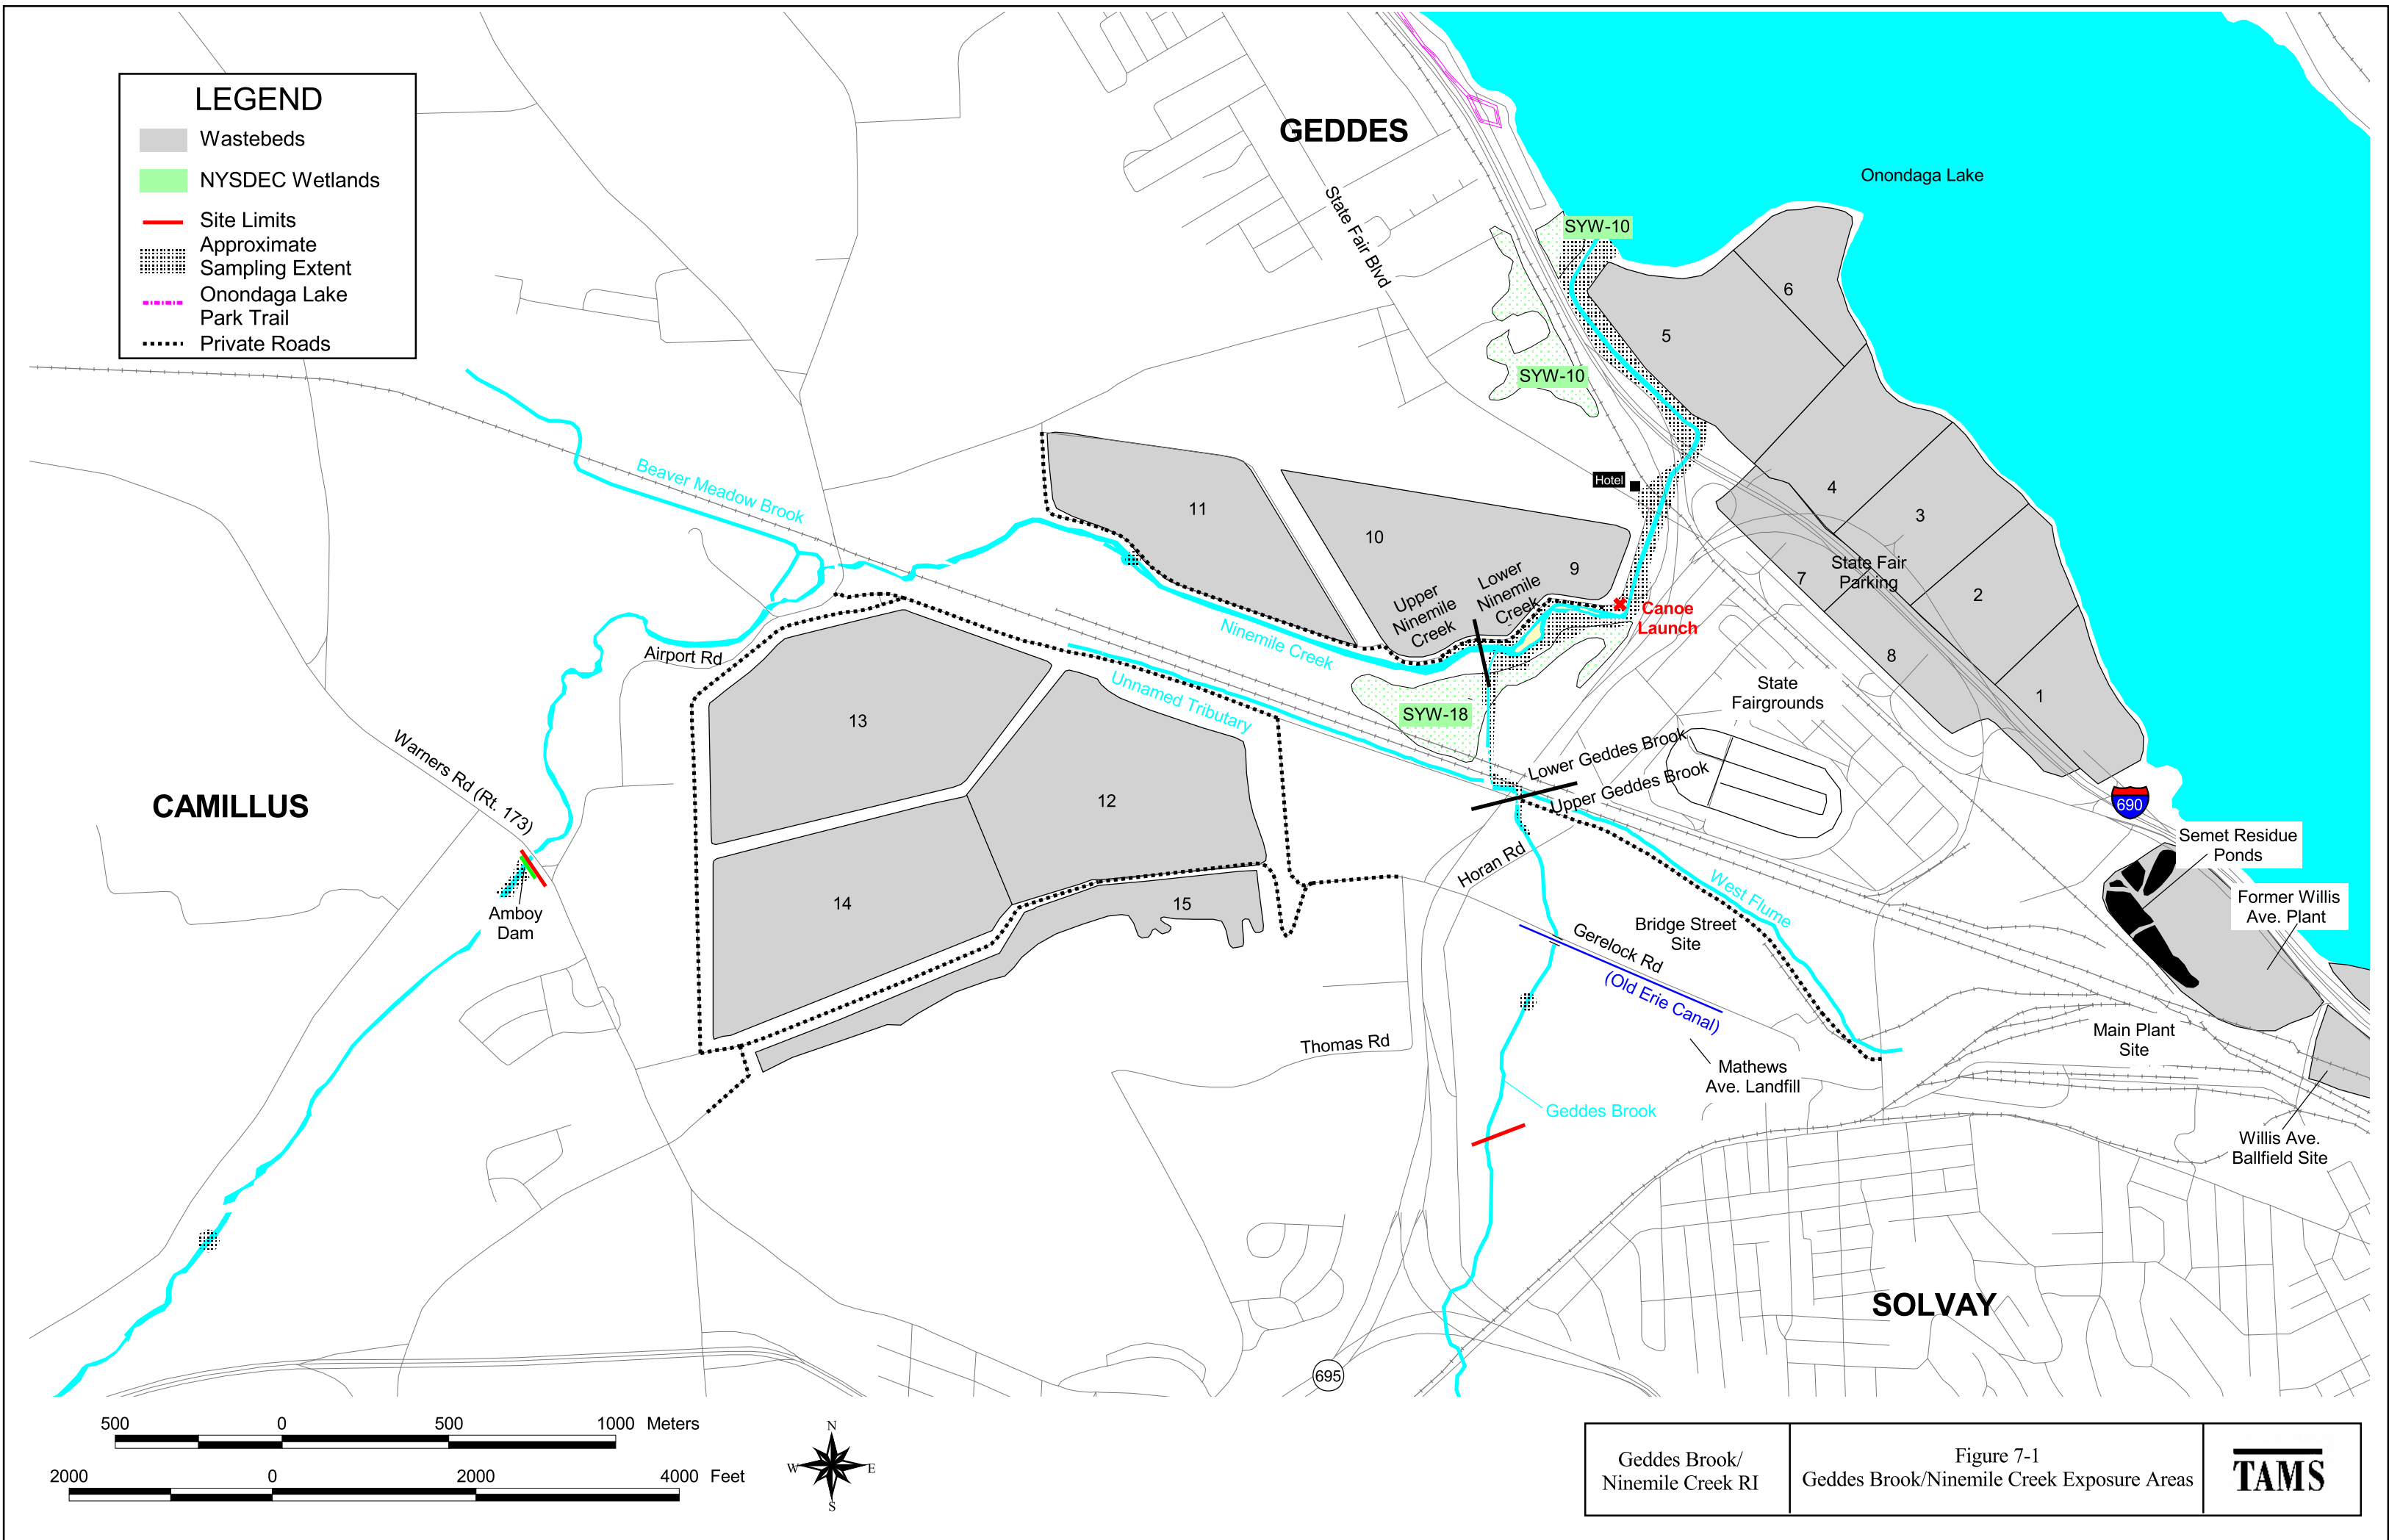 LEGEND
Wastebeds
NYSDEC Wetlands
Site Limits
Approximate
Sampling Extent
Onondaga Lake
Park Trail
Private Roads
GEDDES
State Fair Blvd
Onondaga Lake
SYW-10
SYW-10
6
5
4
3
2
1
7
8
State Fair
Parking
Hotel
Beaver Meadow Brook
11
10
9
Upper
Ninemile
Creek
Lower
Ninemile
Creek
Canoe
Launch
Ninemile Creek
Unnamed Tributary
Airport Rd
SYW-18
State
Fairgrounds
Lower Geddes Brook
Upper Geddes Brook
13
12
14
15
Warners Rd (Rt. 173)
CAMILLUS
Amboy
Dam
690
Semet Residue
Ponds
Former Willis
Ave. Plant
Horan Rd
West Flume
Bridge Street
Site
Gerelock Rd
(Old Erie Canal)
Main Plant
Site
Mathews
Ave. Landfill
Thomas Rd
Geddes Brook
Willis Ave.
Ballfield Site
SOLVAY
695
500 0 500 1000 Meters
2000 0 2000 4000 Feet
N
W E
S
Geddes Brook/
Ninemile Creek RI
Figure 7-1
Geddes Brook/Ninemile Creek Exposure Areas
TAMS